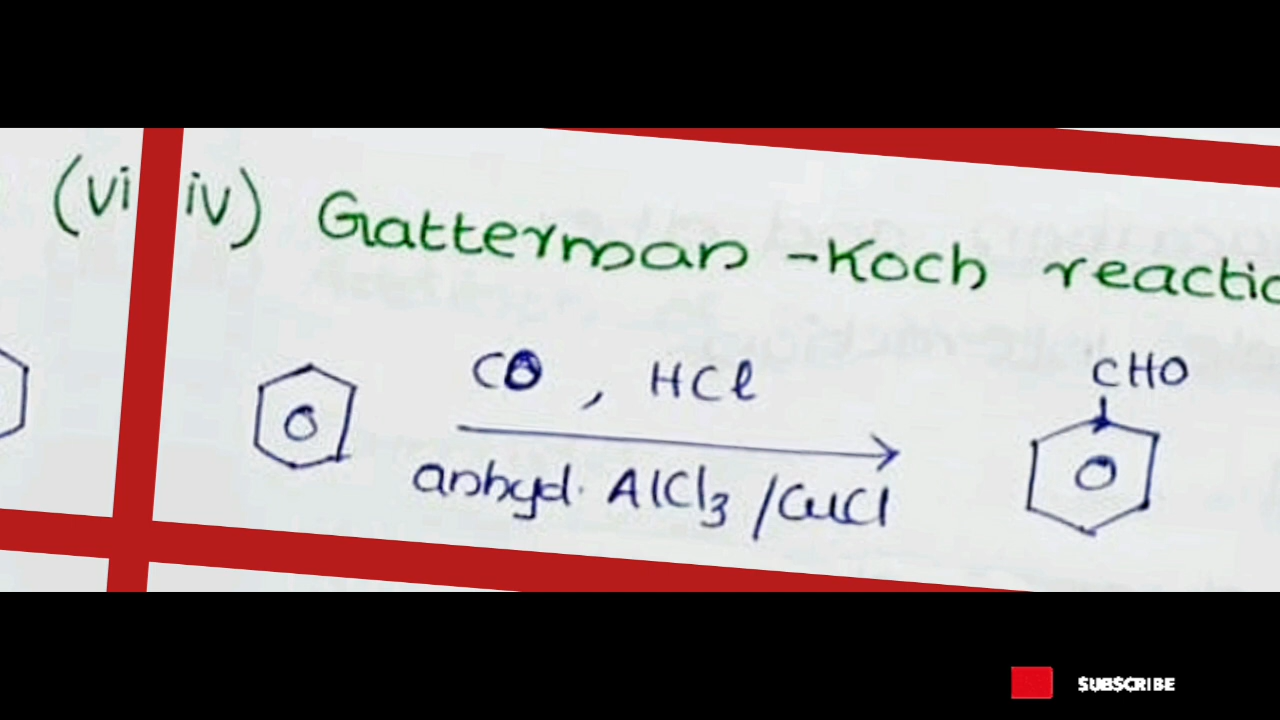 (vi iv) Gatterman - Koch reactio
CO , HCl
CHO
anhyd. AlCl3 /CuCl
SUBSCRIBE